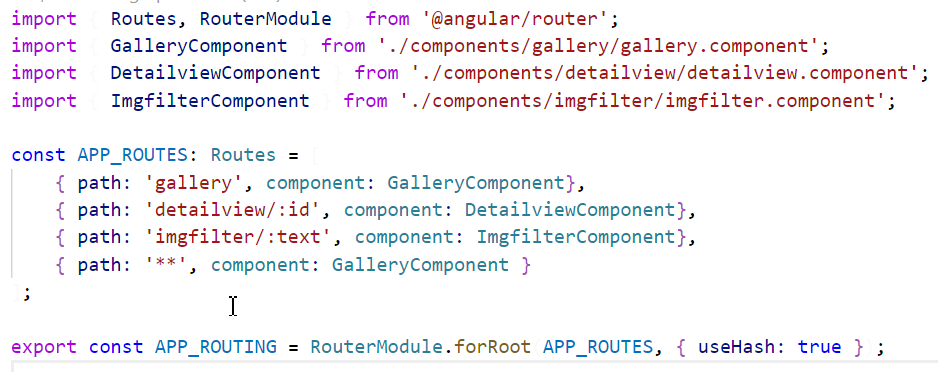 import { Routes, RouterModule } from '@angular/router';
import { GalleryComponent } from './components/gallery/gallery.component';
import { DetailviewComponent } from './components/detailview/detailview.component';
import { ImgfilterComponent } from './components/imgfilter/imgfilter.component';
const APP_ROUTES: Routes = [
{ path: 'gallery', component: GalleryComponent},
{ path: 'detailview/:id', component: DetailviewComponent},
{ path: 'imgfilter/:text', component: ImgfilterComponent},
{ path: '**', component: GalleryComponent }
;
export const APP_ROUTING = RouterModule.forRoot APP_ROUTES, { useHash: true } ;